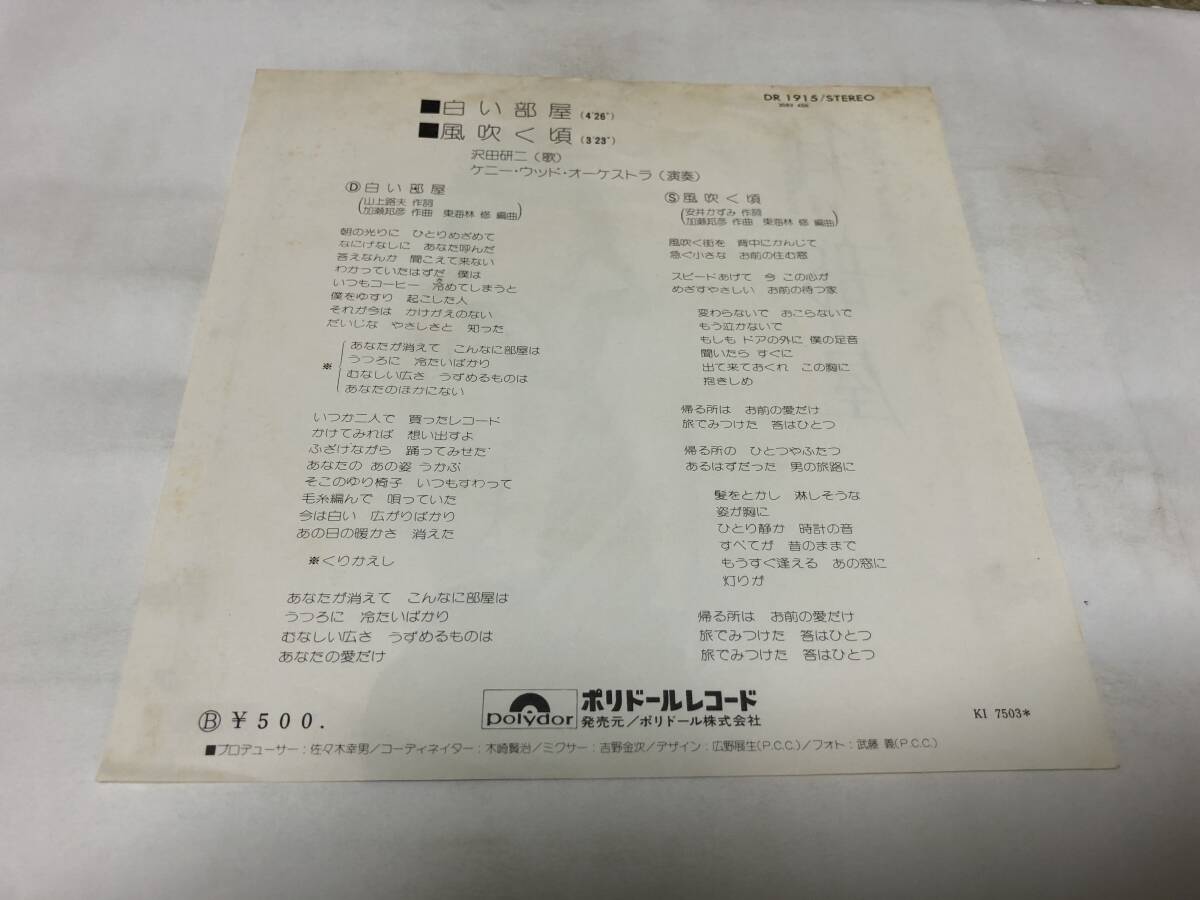 DR 1915/STEREO
■白い部屋(4'26")
■風吹く頃(3'23")
沢田研二(歌)
ケニー・ウッド・オーケストラ(演奏)
Ⓓ白い部屋
山上路夫 作詞
加瀬邦彦 作曲 東海林 修 編曲
朝の光りに ひとりめざめて
なにげなしに あなた呼んだ
答えなんか 聞こえて来ない
わかっていたはずだ 僕は
いつもコーヒー 冷めてしまうと
僕をゆすり 起こした人
それが今は かけがえのない
だいじな やさしさと 知った
※
あなたが消えて こんなに部屋は
うつろに 冷たいばかり
むなしい広さ うずめるものは
あなたのほかにない
いつか二人で 買ったレコード
かけてみれば 想い出すよ
ふざけながら 踊ってみせた
あなたの あの姿 うかぶ
そこのゆり椅子 いつもすわって
毛糸編んで 唄っていた
今は白い 広がりばかり
あの日の暖かさ 消えた
※くりかえし
あなたが消えて こんなに部屋は
うつろに 冷たいばかり
むなしい広さ うずめるものは
あなたの愛だけ
Ⓢ風吹く頃
安井かずみ 作詞
加瀬邦彦 作曲 東海林 修 編曲
風吹く街を 背中にかんじて
急ぐ小さな お前の住む窓
スピードあげて 今 この心が
めざすやさしい お前の待つ家
変わらないで おこらないで
もう泣かないで
もしも ドアの外に 僕の足音
聞いたら すぐに
出て来ておくれ この胸に
抱きしめ
帰る所は お前の愛だけ
旅でみつけた 答はひとつ
帰る所の ひとつやふたつ
あるはずだった 男の旅路に
髪をとかし 淋しそうな
姿が胸に
ひとり静か 時計の音
すべてが 昔のままで
もうすぐ逢える あの窓に
灯りが
帰る所は お前の愛だけ
旅でみつけた 答はひとつ
旅でみつけた 答はひとつ
Ⓑ ¥500.
polydor
ポリドールレコード
発売元/ポリドール株式会社
KI 7503*
■プロデューサー:佐々木幸男/コーディネイター:木崎賢治/ミクサー:吉野金次/デザイン:広野展生(P.C.C.)/フォト:武藤 義(P.C.C.)